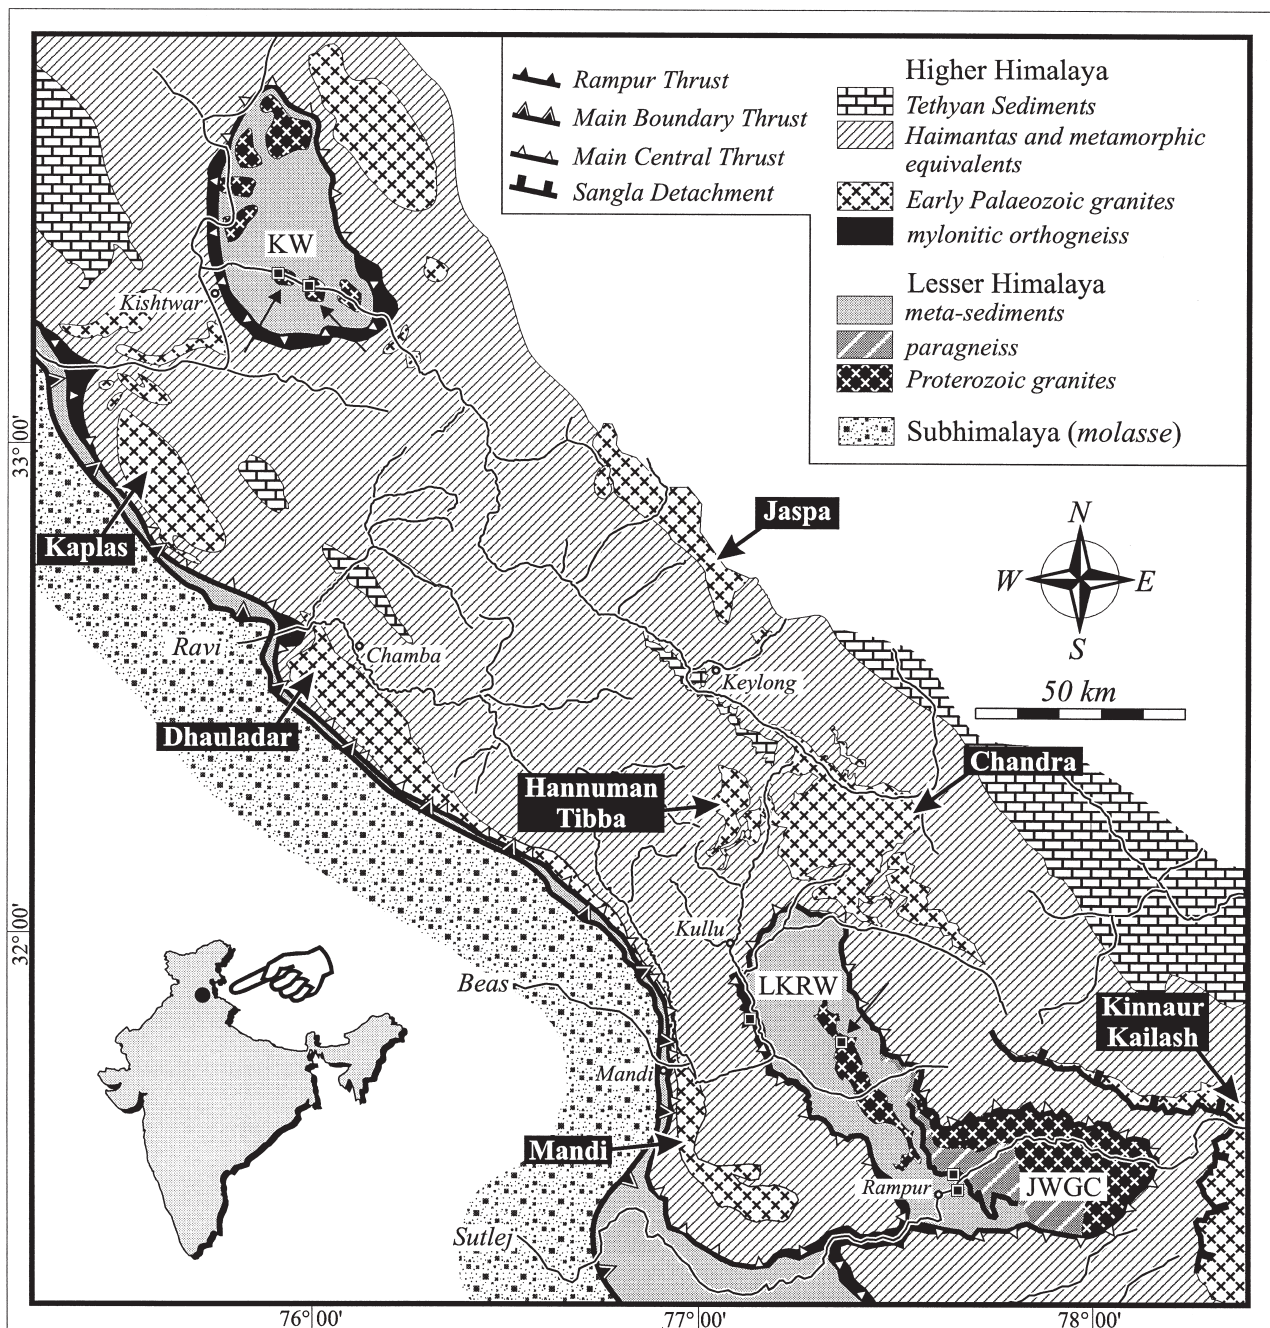 Rampur Thrust
Main Boundary Thrust
Main Central Thrust
Sangla Detachment
Higher Himalaya
Tethyan Sediments
Haimantas and metamorphic
equivalents
Early Palaeozoic granites
mylonitic orthogneiss
Lesser Himalaya
meta-sediments
paragneiss
Proterozoic granites
Subhimalaya (molasse)
KW
Kishtwar
33°00'
Kaplas
Jaspa
N
W
E
S
50 km
Ravi
Chamba
Keylong
Dhauladar
Chandra
Hannuman
Tibba
Kullu
32°00'
Beas
LKRW
Kinnaur
Kailash
Mandi
Mandi
Rampur
JWGC
Sutlej
76°00'
77°00'
78°00'